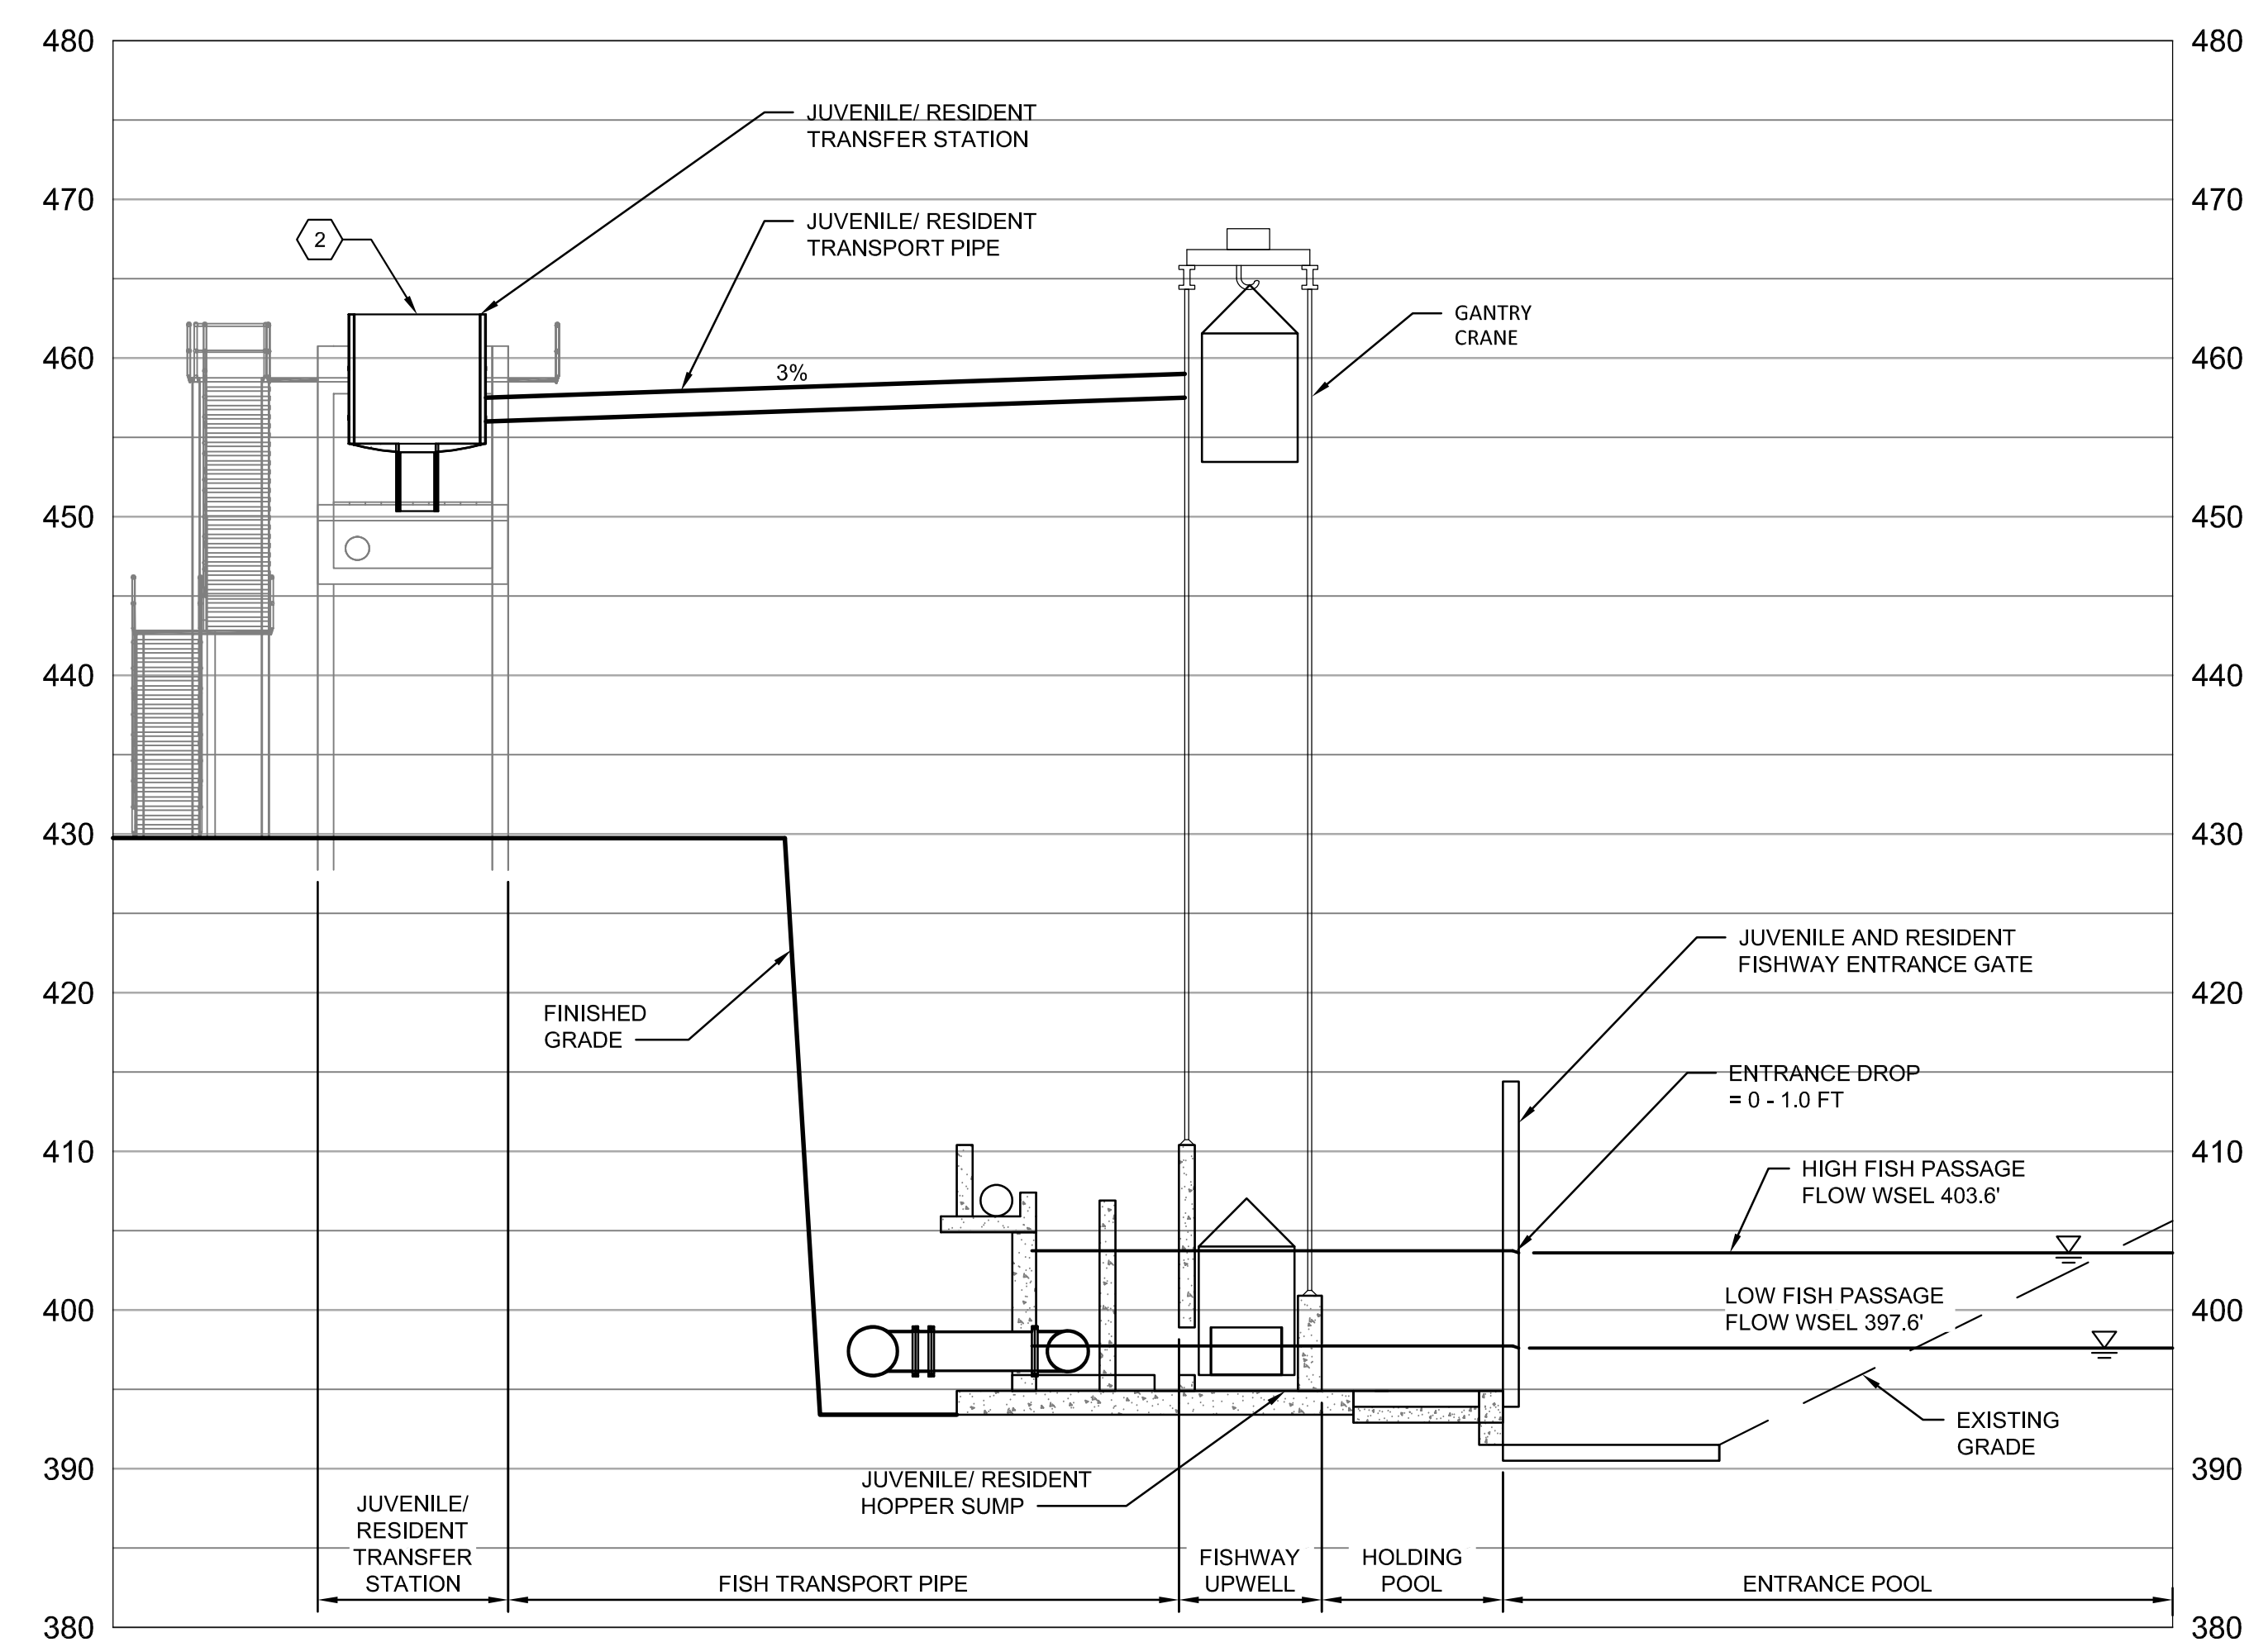 480
480
JUVENILE/ RESIDENT
TRANSFER STATION
470
470
JUVENILE/ RESIDENT
TRANSPORT PIPE
2
GANTRY
CRANE
460
460
3%
450
450
440
440
430
430
JUVENILE AND RESIDENT
FISHWAY ENTRANCE GATE
420
420
FINISHED
GRADE
ENTRANCE DROP
= 0 - 1.0 FT
410
410
HIGH FISH PASSAGE
FLOW WSEL 403.6'
400
400
LOW FISH PASSAGE
FLOW WSEL 397.6'
EXISTING
GRADE
390
390
JUVENILE/ RESIDENT
HOPPER SUMP
JUVENILE/
RESIDENT
TRANSFER
STATION
FISH TRANSPORT PIPE
FISHWAY
UPWELL
HOLDING
POOL
ENTRANCE POOL
380
380